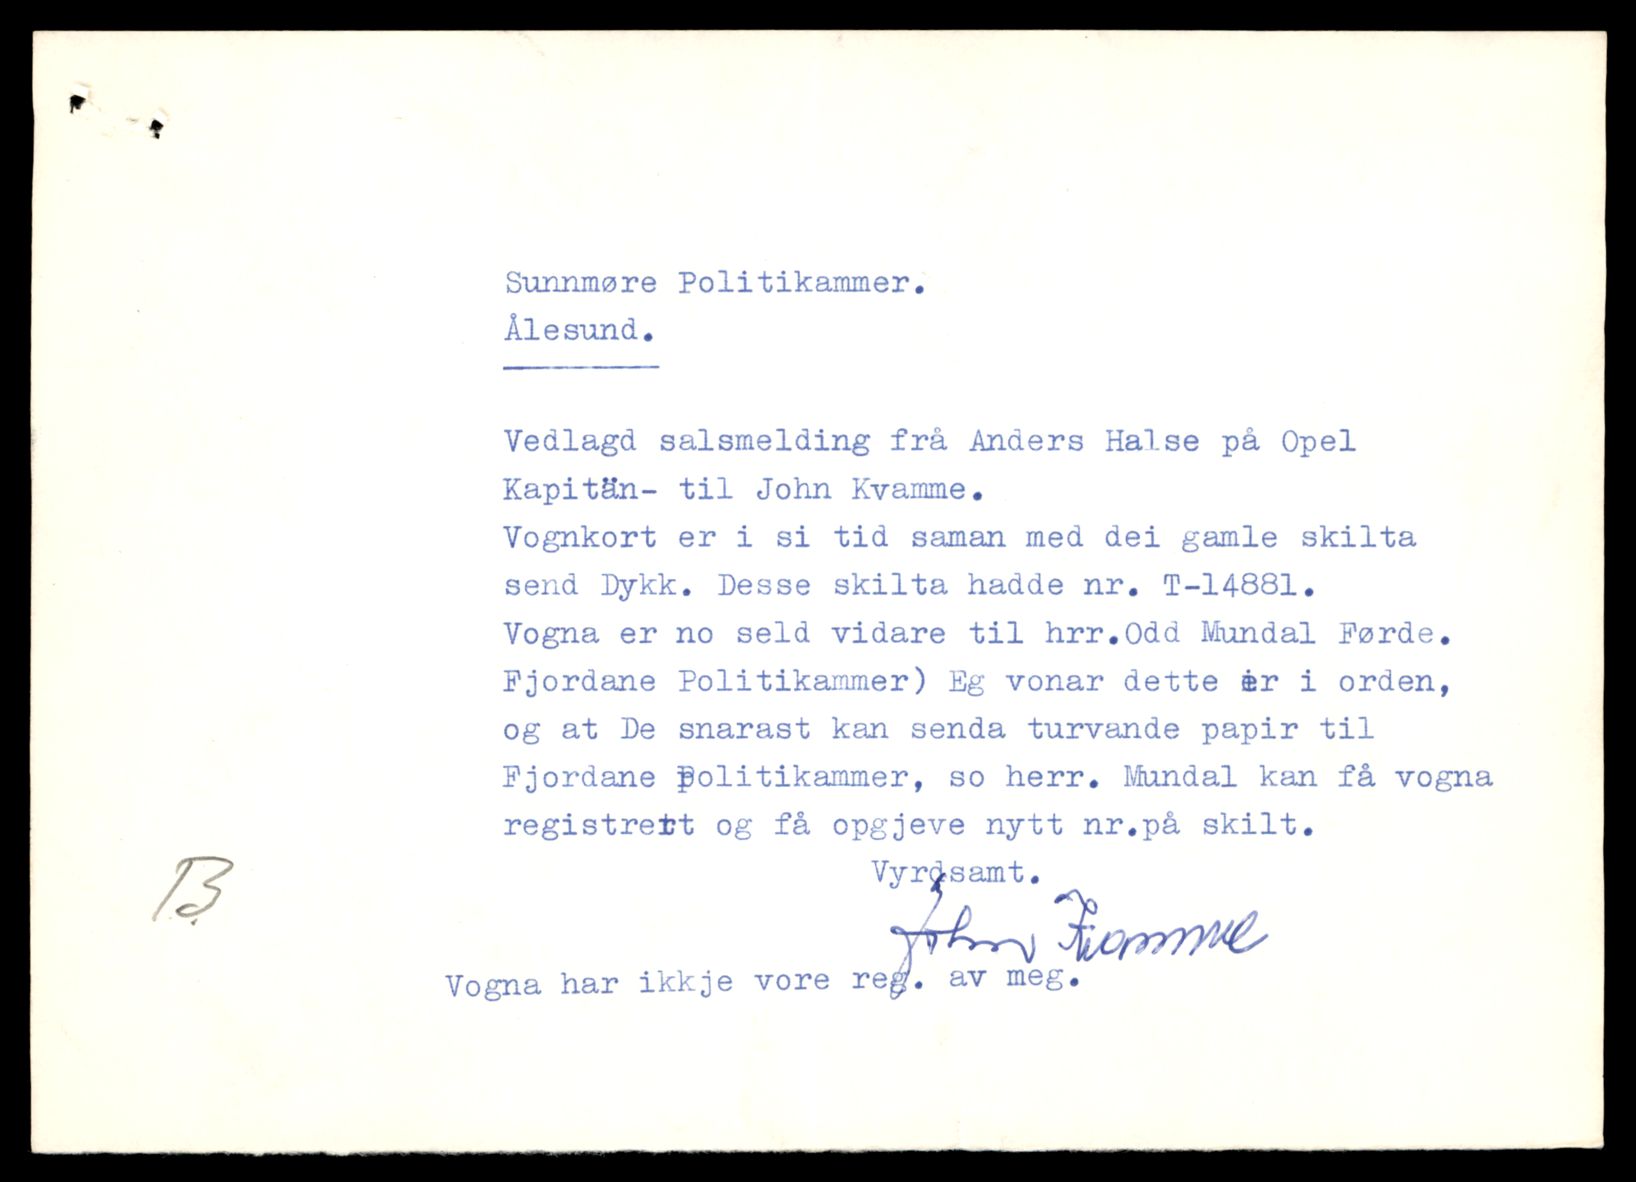 Sunnmøre Politikammer.
Ålesund.
Vedlagd salsmelding frå Anders Halse på Opel
Kapitän- til John Kvamme.
Vognkort er i si tid saman med dei gamle skilta
send Dykk. Desse skilta hadde nr. T-14881.
Vogna er no seld vidare til hrr.Odd Mundal Førde.
Fjordane Politikammer) Eg vonar dette er i orden,
og at De snarast kan senda turvande papir til
Fjordane Politikammer, so herr. Mundal kan få vogna
registrert og få opgjeve nytt nr.på skilt.
Vyrdsamt.
John Kvamme
Vogna har ikkje vore reg. av meg.
B